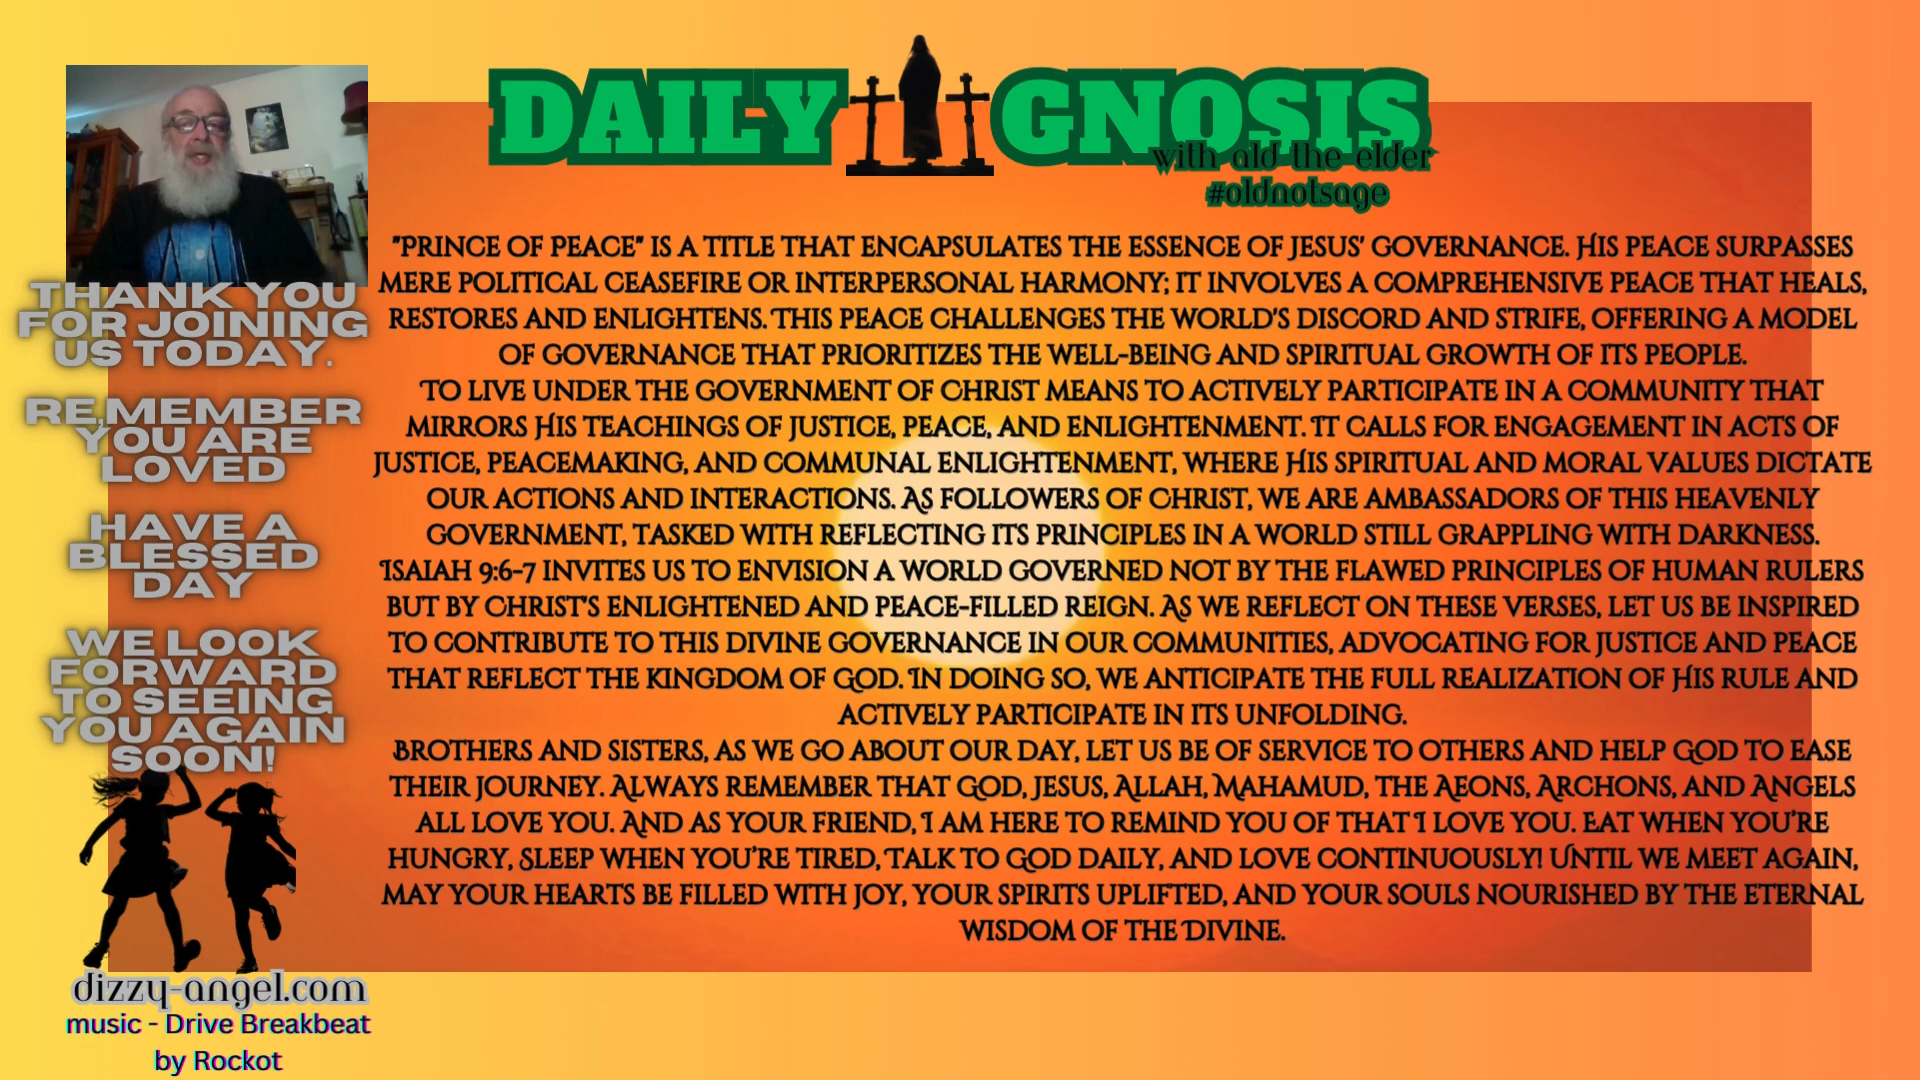 DAILY GNOSIS
with ald the elder
#oldnotsage
"PRINCE OF PEACE" IS A TITLE THAT ENCAPSULATES THE ESSENCE OF JESUS' GOVERNANCE. HIS PEACE SURPASSES
MERE POLITICAL CEASEFIRE OR INTERPERSONAL HARMONY; IT INVOLVES A COMPREHENSIVE PEACE THAT HEALS,
RESTORES AND ENLIGHTENS. THIS PEACE CHALLENGES THE WORLD'S DISCORD AND STRIFE, OFFERING A MODEL
OF GOVERNANCE THAT PRIORITIZES THE WELL-BEING AND SPIRITUAL GROWTH OF ITS PEOPLE.
TO LIVE UNDER THE GOVERNMENT OF CHRIST MEANS TO ACTIVELY PARTICIPATE IN A COMMUNITY THAT
MIRRORS HIS TEACHINGS OF JUSTICE, PEACE, AND ENLIGHTENMENT. IT CALLS FOR ENGAGEMENT IN ACTS OF
JUSTICE, PEACEMAKING, AND COMMUNAL ENLIGHTENMENT, WHERE HIS SPIRITUAL AND MORAL VALUES DICTATE
OUR ACTIONS AND INTERACTIONS. AS FOLLOWERS OF CHRIST, WE ARE AMBASSADORS OF THIS HEAVENLY
GOVERNMENT, TASKED WITH REFLECTING ITS PRINCIPLES IN A WORLD STILL GRAPPLING WITH DARKNESS.
ISAIAH 9:6-7 INVITES US TO ENVISION A WORLD GOVERNED NOT BY THE FLAWED PRINCIPLES OF HUMAN RULERS
BUT BY CHRIST'S ENLIGHTENED AND PEACE-FILLED REIGN. AS WE REFLECT ON THESE VERSES, LET US BE INSPIRED
TO CONTRIBUTE TO THIS DIVINE GOVERNANCE IN OUR COMMUNITIES, ADVOCATING FOR JUSTICE AND PEACE
THAT REFLECT THE KINGDOM OF GOD. IN DOING SO, WE ANTICIPATE THE FULL REALIZATION OF HIS RULE AND
ACTIVELY PARTICIPATE IN ITS UNFOLDING.
BROTHERS AND SISTERS, AS WE GO ABOUT OUR DAY, LET US BE OF SERVICE TO OTHERS AND HELP GOD TO EASE
THEIR JOURNEY. ALWAYS REMEMBER THAT GOD, JESUS, ALLAH, MAHAMUD, THE AEONS, ARCHONS, AND ANGELS
ALL LOVE YOU. AND AS YOUR FRIEND, I AM HERE TO REMIND YOU OF THAT I LOVE YOU. EAT WHEN YOU'RE
HUNGRY, SLEEP WHEN YOU'RE TIRED, TALK TO GOD DAILY, AND LOVE CONTINUOUSLY! UNTIL WE MEET AGAIN,
MAY YOUR HEARTS BE FILLED WITH JOY, YOUR SPIRITS UPLIFTED, AND YOUR SOULS NOURISHED BY THE ETERNAL
WISDOM OF THE DIVINE.
THANK YOU
FOR JOINING
US TODAY.
RE,MEMBER
YOU ARE
LOVED
HAVE A
BLESSED
DAY
WE LOOK
FORWARD
TO SEEING
YOU AGAIN
SOON!
dizzy-angel.com
music - Drive Breakbeat
by Rockot